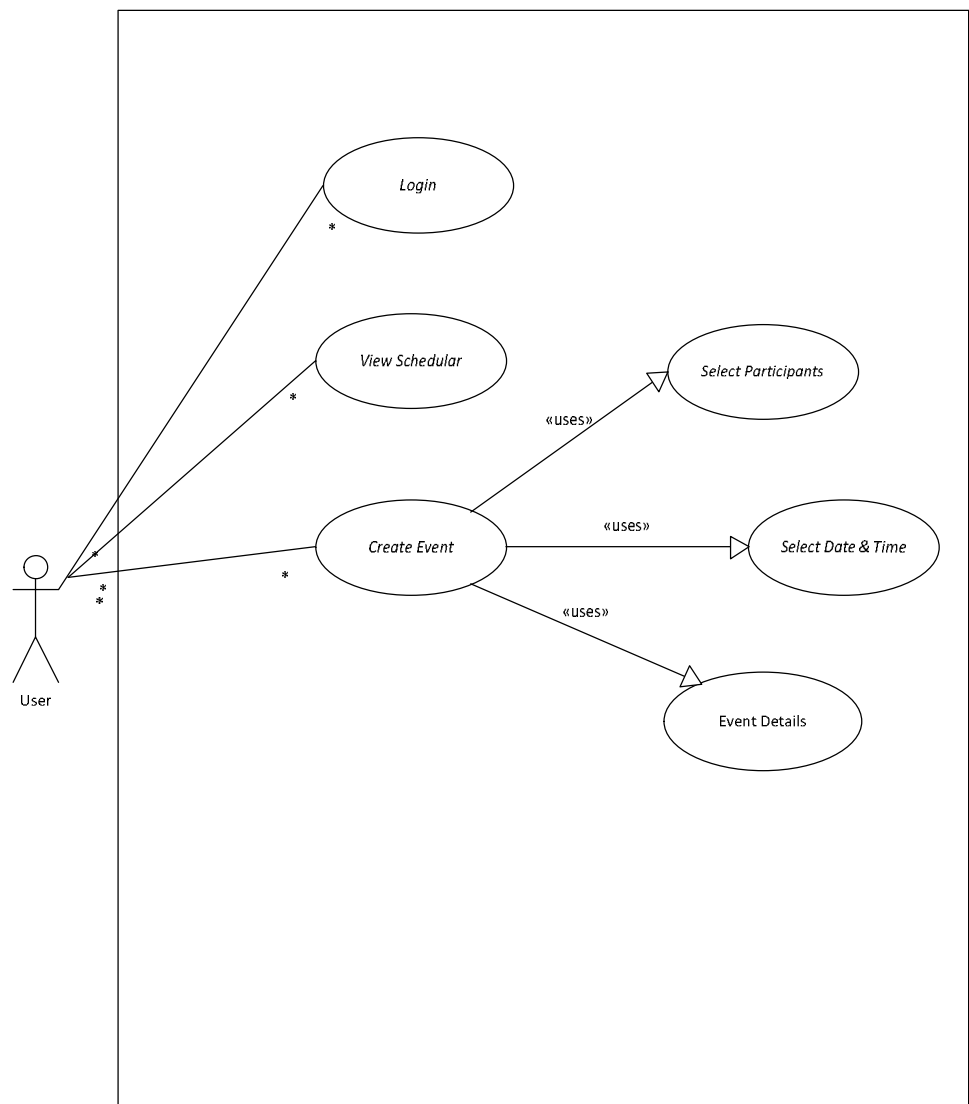 Login
*
View Schedular
*
Select Participants
«uses»
Create Event
«uses»
Select Date & Time
*
*
*
*
«uses»
User
Event Details